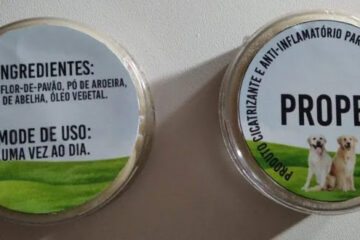 INGREDIENTES:
FLOR-DE-PAVÃO, PÓ DE AROEIRA,
DE ABELHA, ÓLEO VEGETAL.
MODE DE USO:
UMA VEZ AO DIA.
PRODUTO CICATRIZANTE E ANTI-INFLAMATÓRIO PAR
PROPE